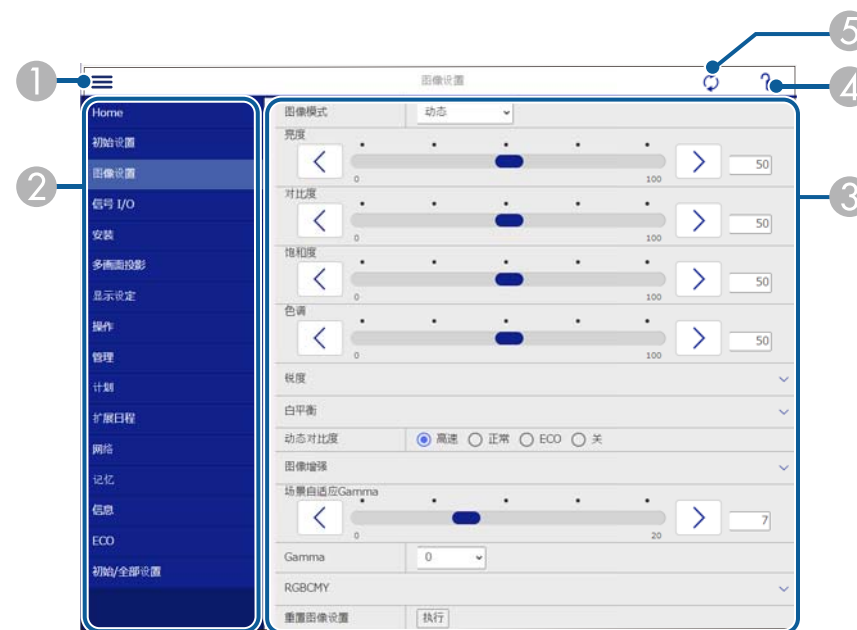 5
1
图像设置
4
2
Home
初始设置
图像设置
信号 I/O
安装
多画面投影
显示设定
操作
管理
计划
扩展日程
网络
记忆
信息
ECO
初始/全部设置
3
图像模式 动态
亮度
50
0 100
对比度
50
0 100
饱和度
50
0 100
色调
50
0 100
锐度
白平衡
动态对比度 高速 正常 ECO 关
图像增强
场景自适应Gamma
7
0 20
Gamma 0
RGBCMY
重置图像设置 执行